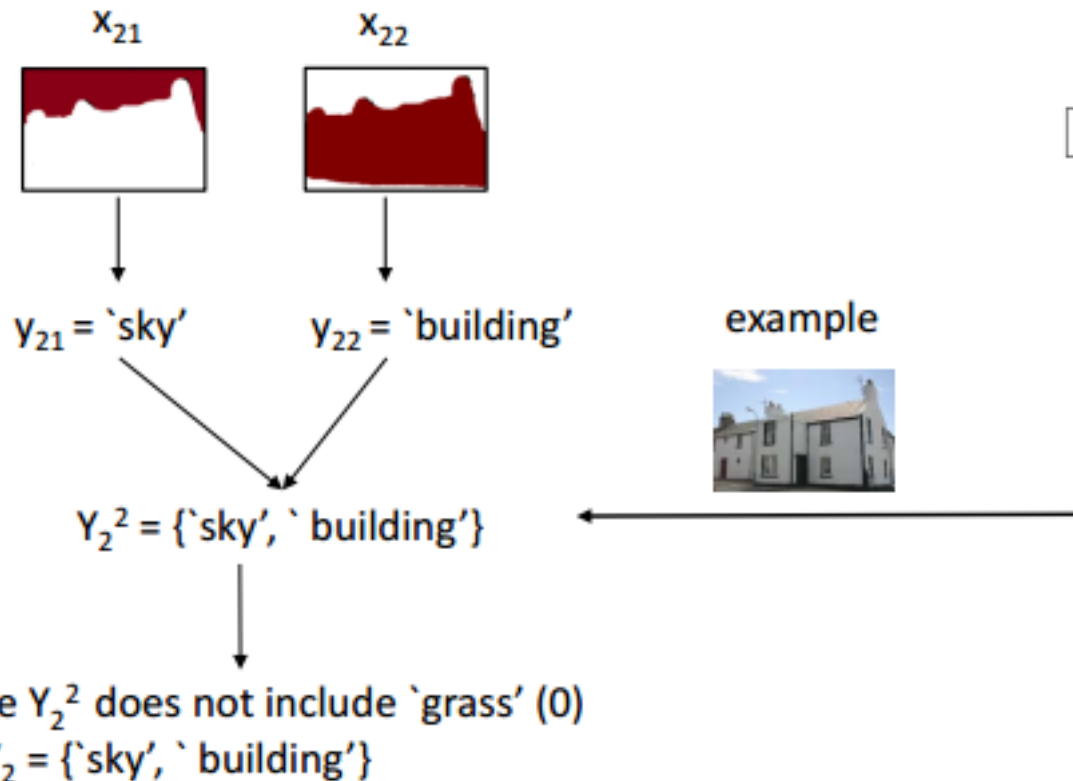 x₂₁ x₂₂
y₂₁ = `sky’ y₂₂ = `building’
example
Y₂² = {`sky’, ` building’}
Y₂² does not include `grass’ (0)
= {`sky’, ` building’}